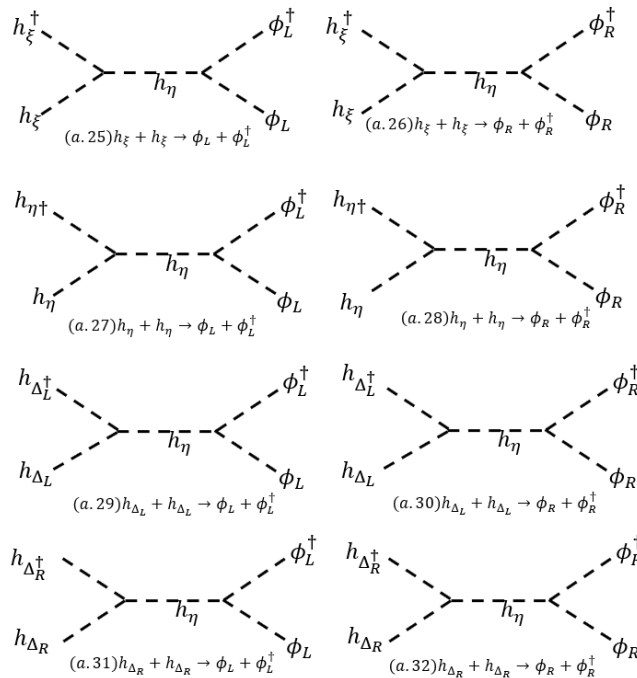 h_ξ^† ϕ_L^† h_ξ^† ϕ_R^†
h_η h_η
h_ξ ϕ_L h_ξ ϕ_R
(a.25)h_ξ + h_ξ → ϕ_L + ϕ_L^† (a.26)h_ξ + h_ξ → ϕ_R + ϕ_R^†
h_η† ϕ_L^† h_η† ϕ_R^†
h_η h_η
h_η ϕ_L h_η ϕ_R
(a.27)h_η + h_η → ϕ_L + ϕ_L^† (a.28)h_η + h_η → ϕ_R + ϕ_R^†
h_{Δ_L^†} ϕ_L^† h_{Δ_L^†} ϕ_R^†
h_η h_η
h_{Δ_L} ϕ_L h_{Δ_L} ϕ_R
(a.29)h_{Δ_L} + h_{Δ_L} → ϕ_L + ϕ_L^† (a.30)h_{Δ_L} + h_{Δ_L} → ϕ_R + ϕ_R^†
h_{Δ_R^†} ϕ_L^† h_{Δ_R^†} ϕ_R^†
h_η h_η
h_{Δ_R} ϕ_L h_{Δ_R} ϕ_R
(a.31)h_{Δ_R} + h_{Δ_R} → ϕ_L + ϕ_L^† (a.32)h_{Δ_R} + h_{Δ_R} → ϕ_R + ϕ_R^†